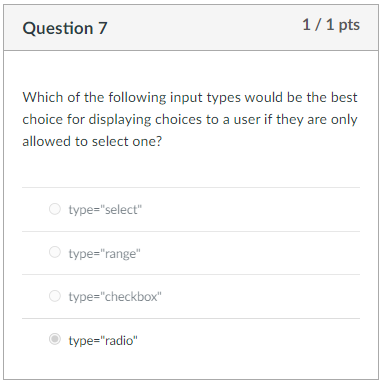 Question 7
1 / 1 pts
Which of the following input types would be the best
choice for displaying choices to a user if they are only
allowed to select one?
type="select"
type="range"
type="checkbox"
type="radio"